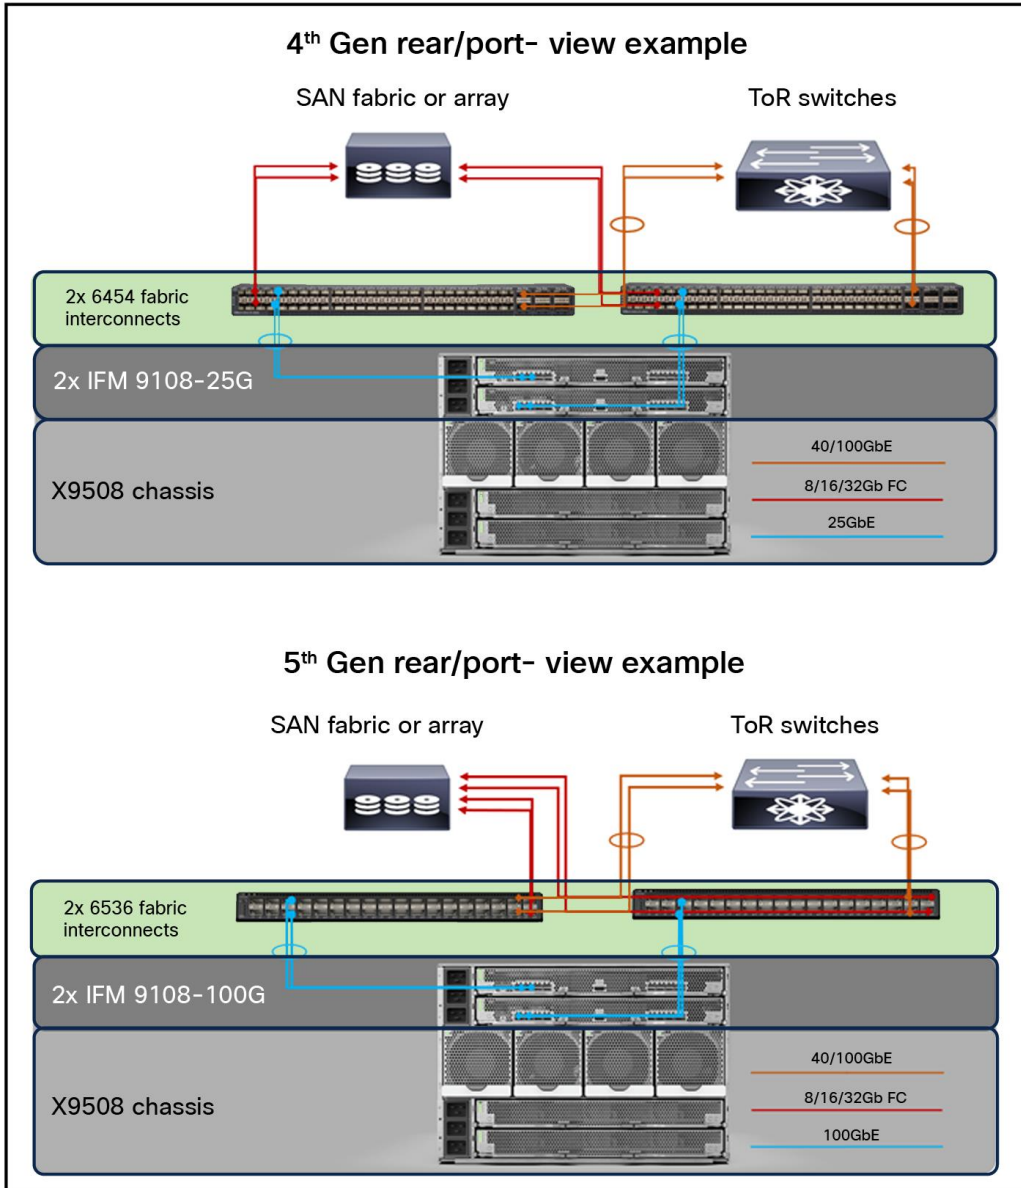 4th Gen rear/port- view example
SAN fabric or array
ToR switches
2x 6454 fabric
interconnects
2x IFM 9108-25G
X9508 chassis
40/100GbE
8/16/32Gb FC
25GbE
5th Gen rear/port- view example
SAN fabric or array
ToR switches
2x 6536 fabric
interconnects
2x IFM 9108-100G
X9508 chassis
40/100GbE
8/16/32Gb FC
100GbE